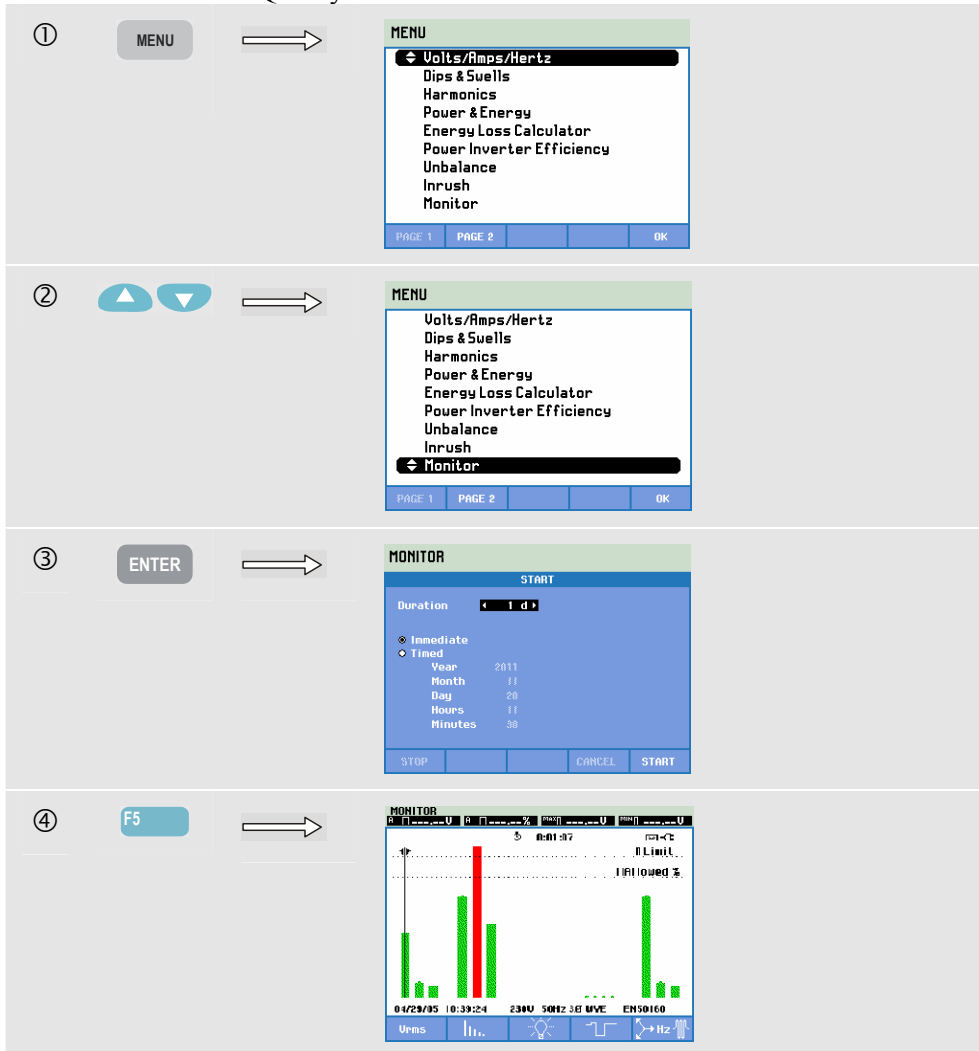 ① MENU
MENU
Volts/Amps/Hertz
Dips & Swells
Harmonics
Power & Energy
Energy Loss Calculator
Power Inverter Efficiency
Unbalance
Inrush
Monitor
PAGE 1 PAGE 2 OK
②
MENU
Volts/Amps/Hertz
Dips & Swells
Harmonics
Power & Energy
Energy Loss Calculator
Power Inverter Efficiency
Unbalance
Inrush
Monitor
PAGE 1 PAGE 2 OK
③ ENTER
MONITOR
START
Duration 1 d
Immediate
Timed
Year 2011
Month 11
Day 20
Hours 11
Minutes 30
STOP CANCEL START
④ F5
MONITOR
A ---.--V A ---.--% MAX ---.--V MIN ---.--V
0:01:07
Limit
Allowed %
04/29/05 10:39:24 230V 50Hz 3Ø WYE EN50160
Vrms Hz